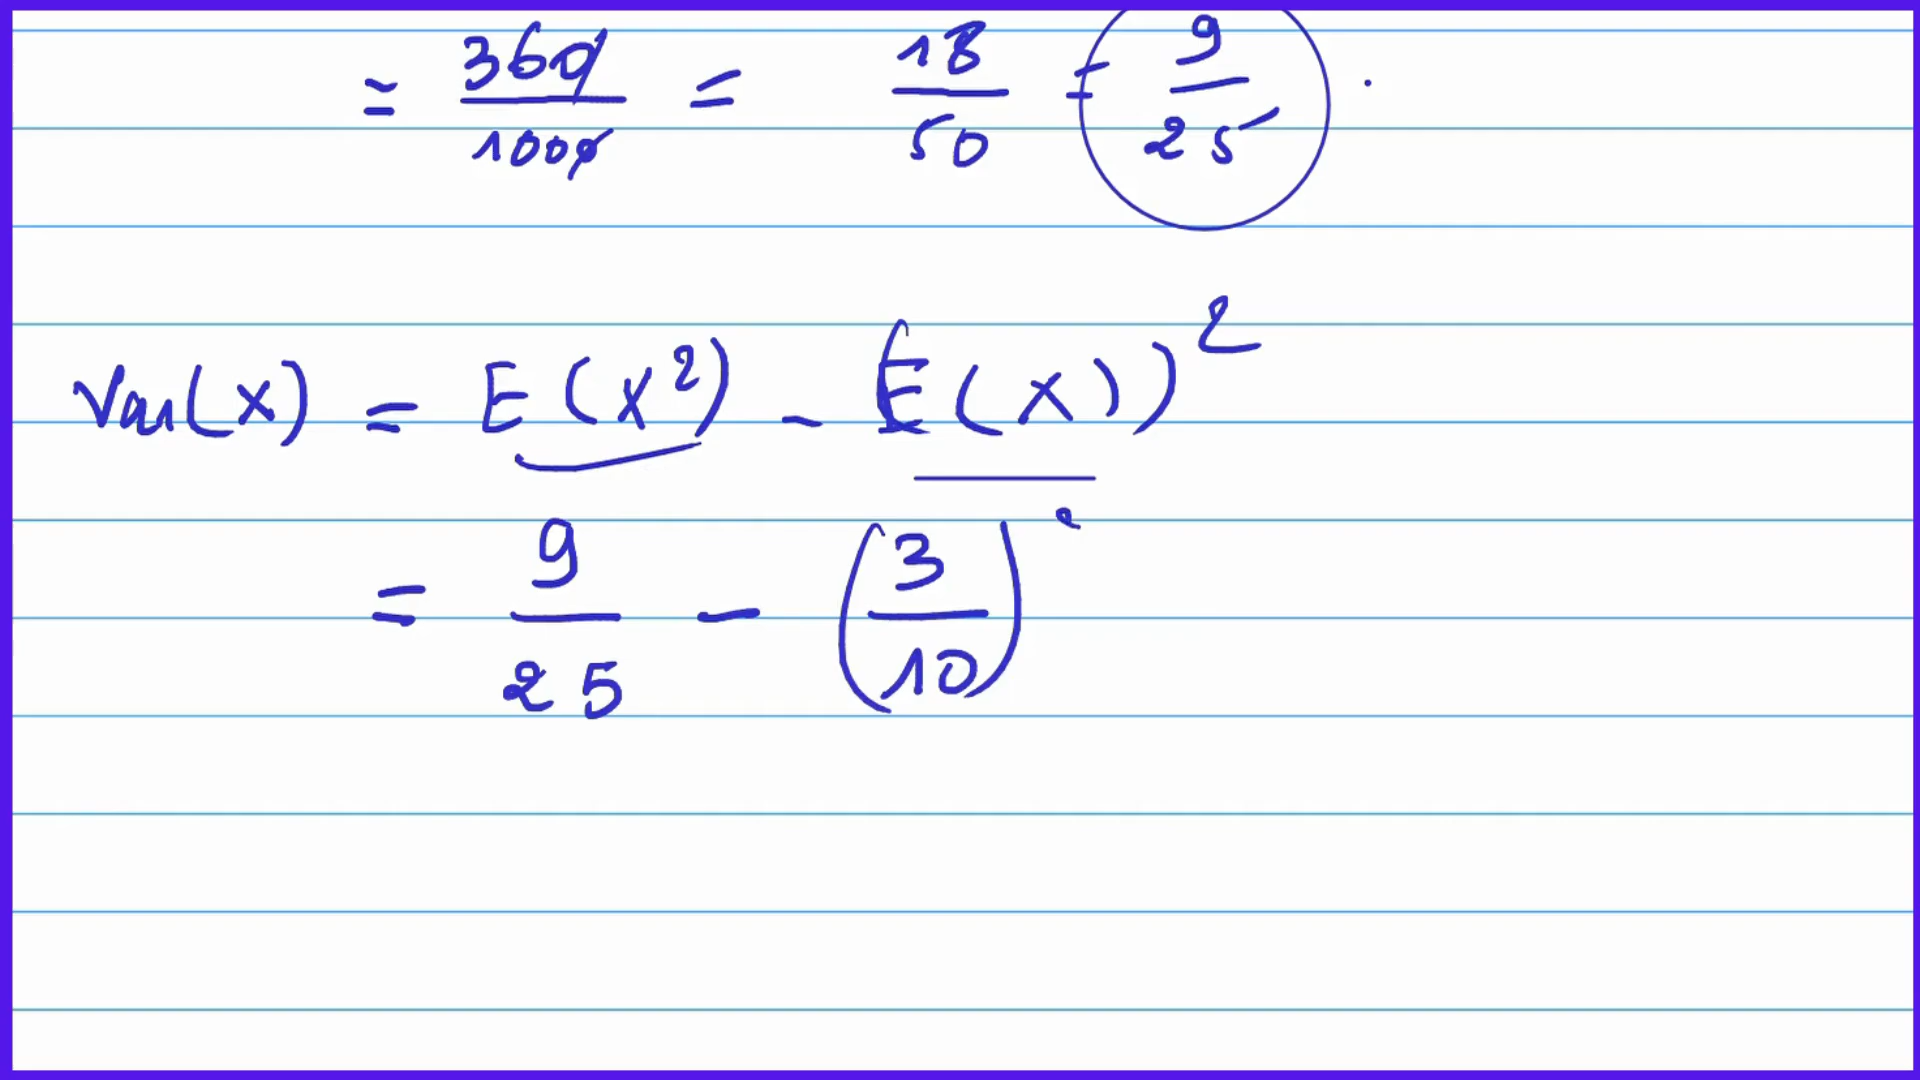 = 360/1000 = 18/50 = 9/25 .
Var(X) = E(X²) - (E(X))²
= 9/25 - (3/10)²